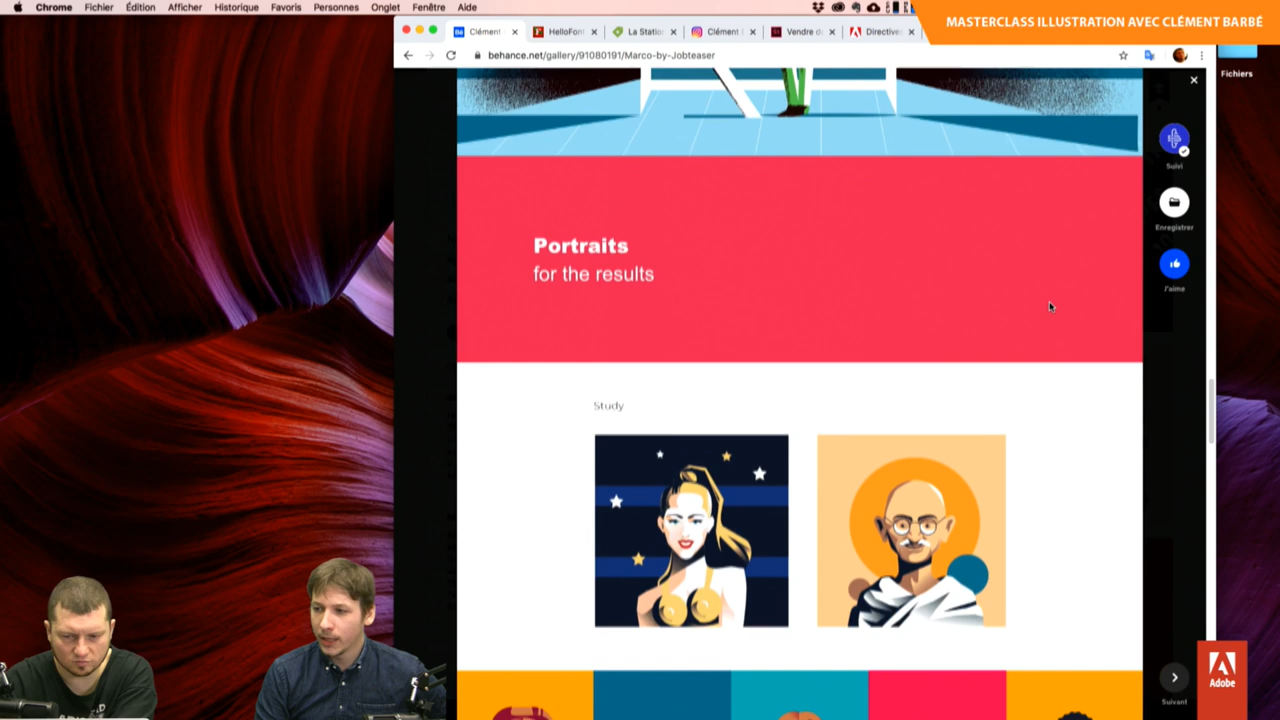 Chrome Fichier Édition Afficher Historique Favoris Personnes Onglet Fenêtre Aide
MASTERCLASS ILLUSTRATION AVEC CLÉMENT BARBÉ
Bē Clément HelloFont La Station Clément Vendre d Directives
behance.net/gallery/91080191/Marco-by-Jobteaser
Fichiers
Suivi
Enregistrer
J'aime
Portraits
for the results
Study
Suivant
Adobe